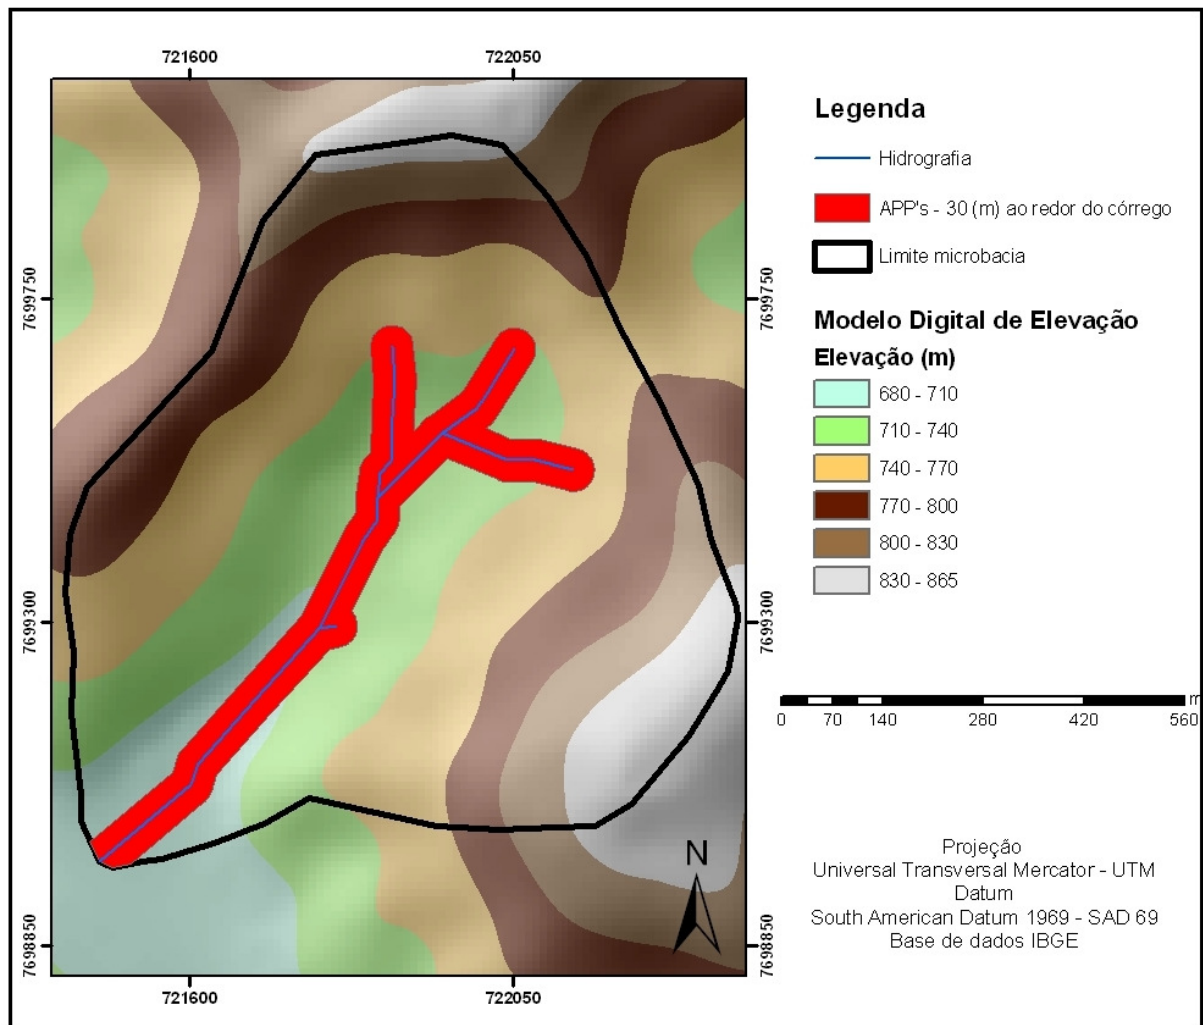 721600
722050
7699750
7699300
7698850
7699750
7699300
7698850
721600
722050
N
Legenda
Hidrografia
APP's - 30 (m) ao redor do córrego
Limite microbacia
Modelo Digital de Elevação
Elevação (m)
680 - 710
710 - 740
740 - 770
770 - 800
800 - 830
830 - 865
m
0 70 140 280 420 560
Projeção
Universal Transversal Mercator - UTM
Datum
South American Datum 1969 - SAD 69
Base de dados IBGE